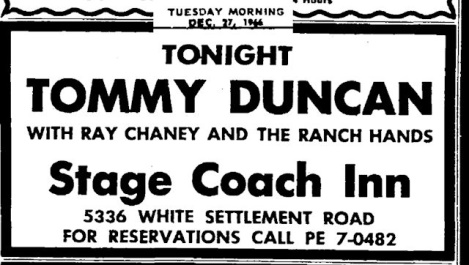 Hours
TUESDAY MORNING
DEC. 27, 1966
TONIGHT
TOMMY DUNCAN
WITH RAY CHANEY AND THE RANCH HANDS
Stage Coach Inn
5336 WHITE SETTLEMENT ROAD
FOR RESERVATIONS CALL PE 7-0482